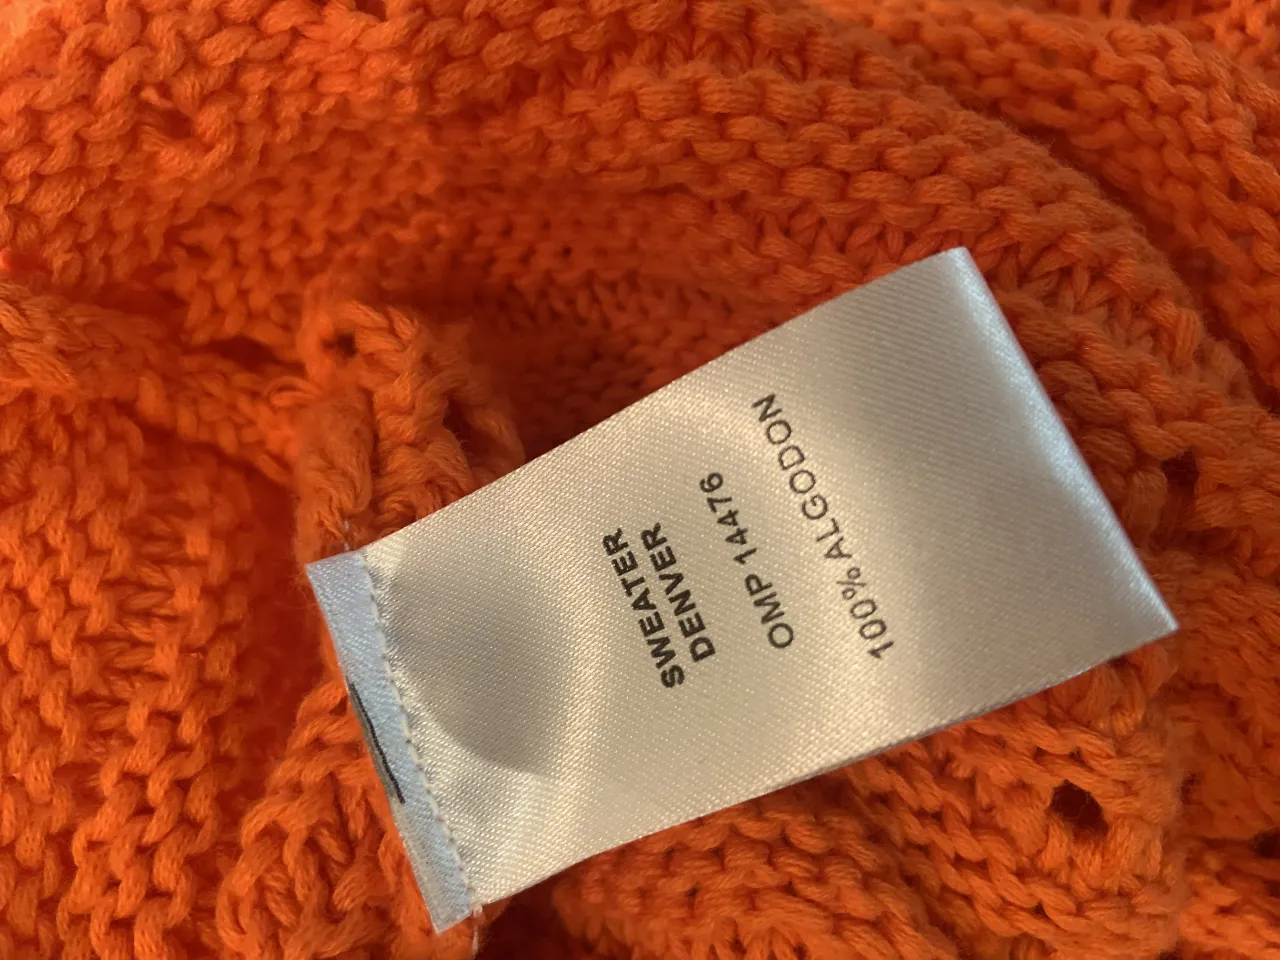 SWEATER
DENVER
OMP 14476
100% ALGODON